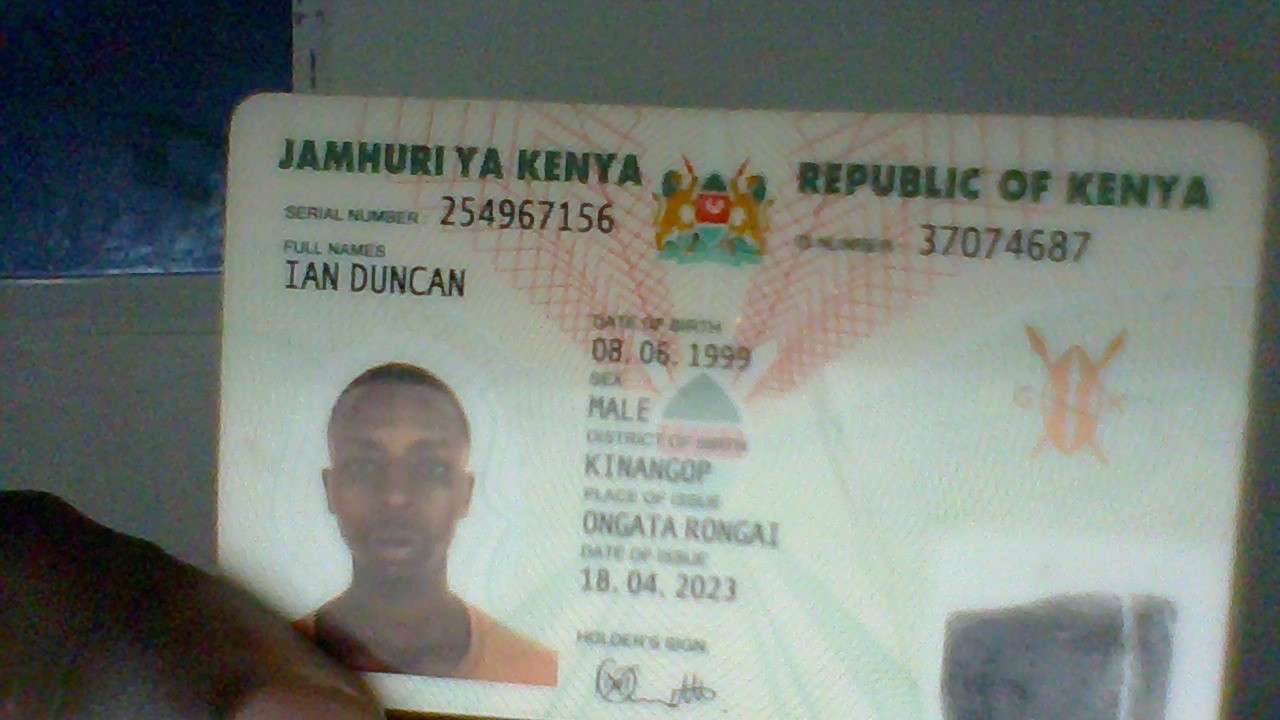 JAMHURI YA KENYA
REPUBLIC OF KENYA
SERIAL NUMBER: 254967156
ID NUMBER: 37074687
FULL NAMES
IAN DUNCAN
DATE OF BIRTH
08. 06. 1999
SEX
MALE
DISTRICT OF BIRTH
KINANGOP
PLACE OF ISSUE
ONGATA RONGAI
DATE OF ISSUE
18. 04. 2023
HOLDER'S SIGN.